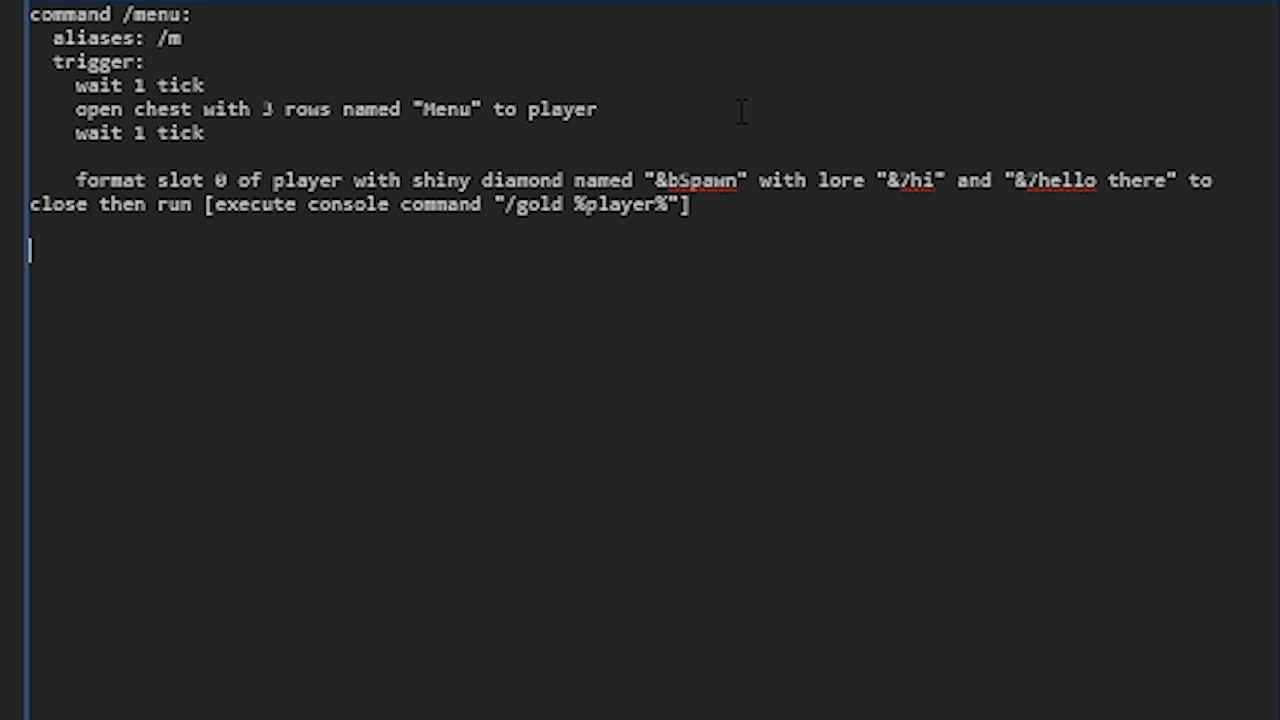 command /menu:
aliases: /m
trigger:
wait 1 tick
open chest with 3 rows named "Menu" to player
wait 1 tick
format slot 0 of player with shiny diamond named "&bSpawn" with lore "&7hi" and "&7hello there" to
close then run [execute console command "/gold %player%"]